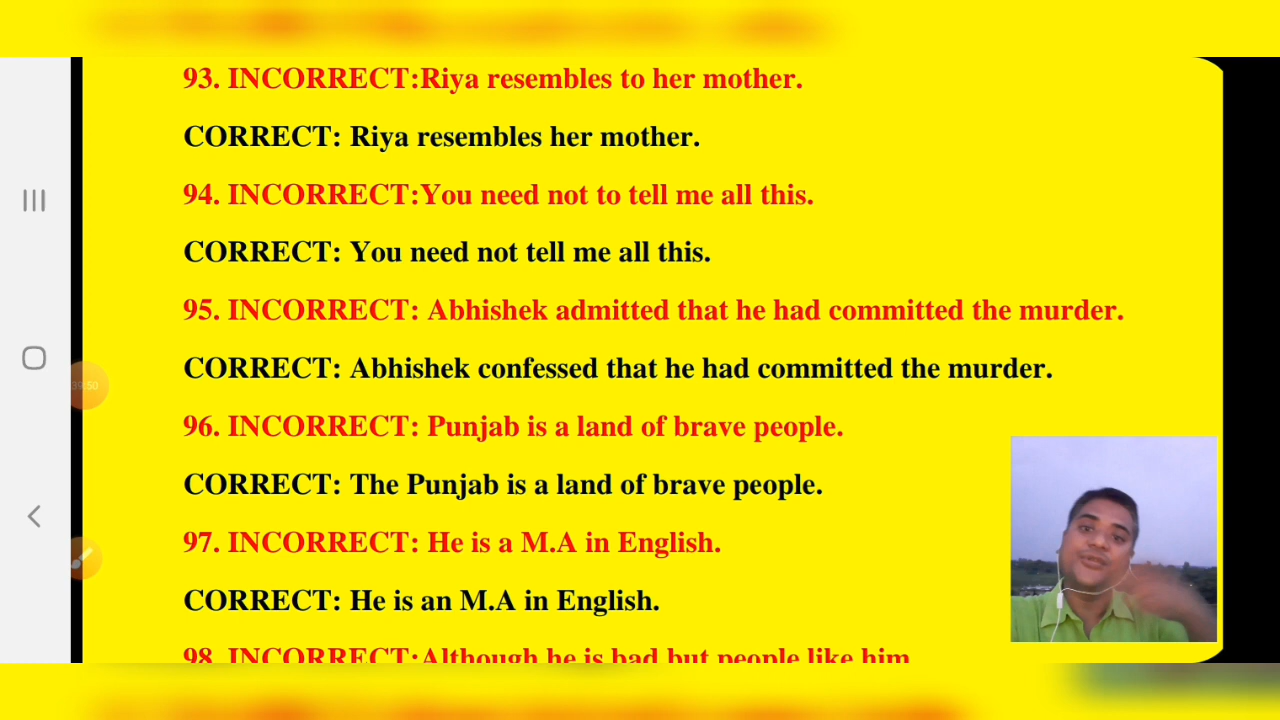 93. INCORRECT:Riya resembles to her mother.
CORRECT: Riya resembles her mother.
94. INCORRECT:You need not to tell me all this.
CORRECT: You need not tell me all this.
95. INCORRECT: Abhishek admitted that he had committed the murder.
CORRECT: Abhishek confessed that he had committed the murder.
39:50
96. INCORRECT: Punjab is a land of brave people.
CORRECT: The Punjab is a land of brave people.
97. INCORRECT: He is a M.A in English.
CORRECT: He is an M.A in English.
98. INCORRECT:Although he is bad but people like him